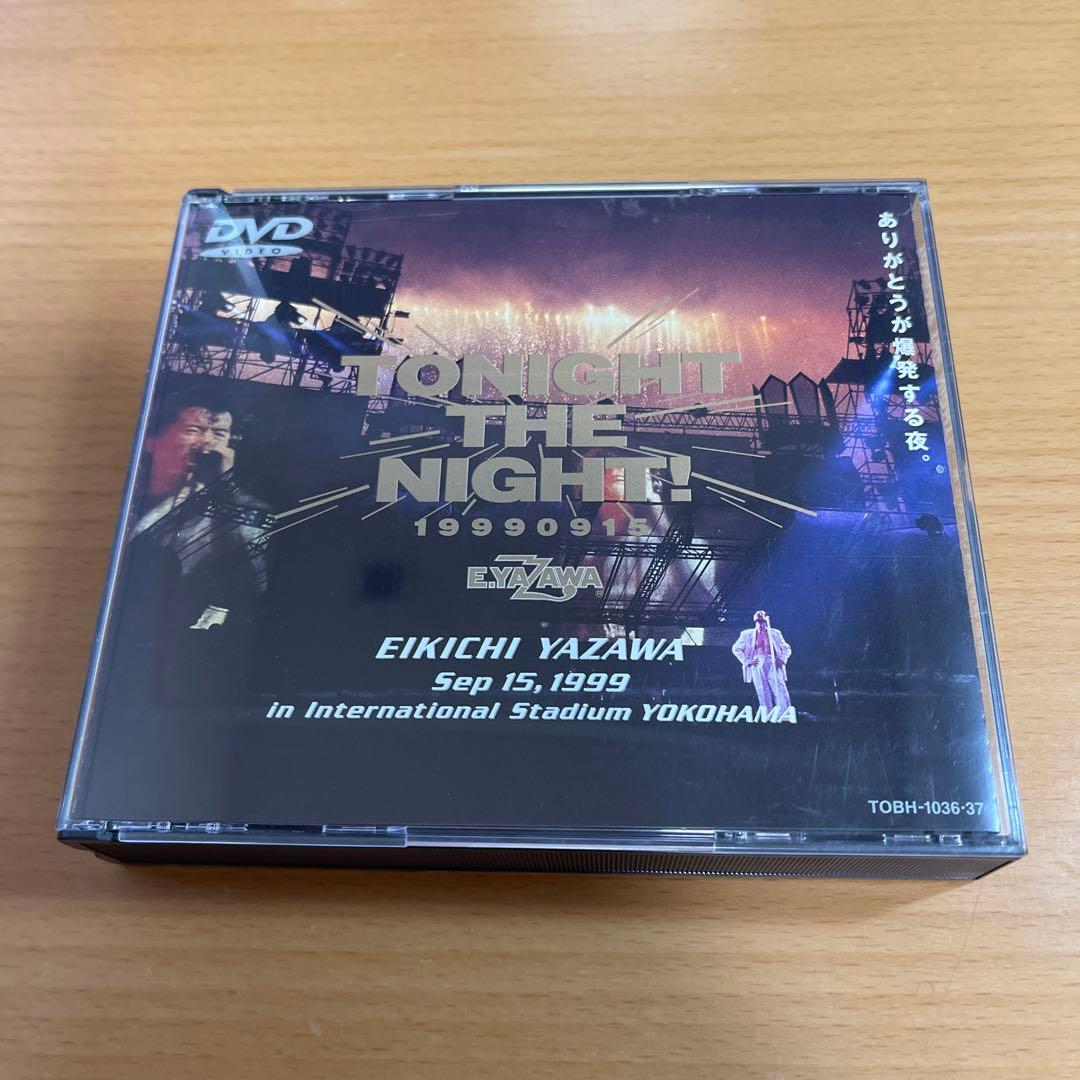 DVD
VIDEO
ありがとうが爆発する夜。
TONIGHT
THE
NIGHT!
19990915
E.YAZAWA
EIKICHI YAZAWA
Sep 15, 1999
in International Stadium YOKOHAMA
TOBH-1036・37